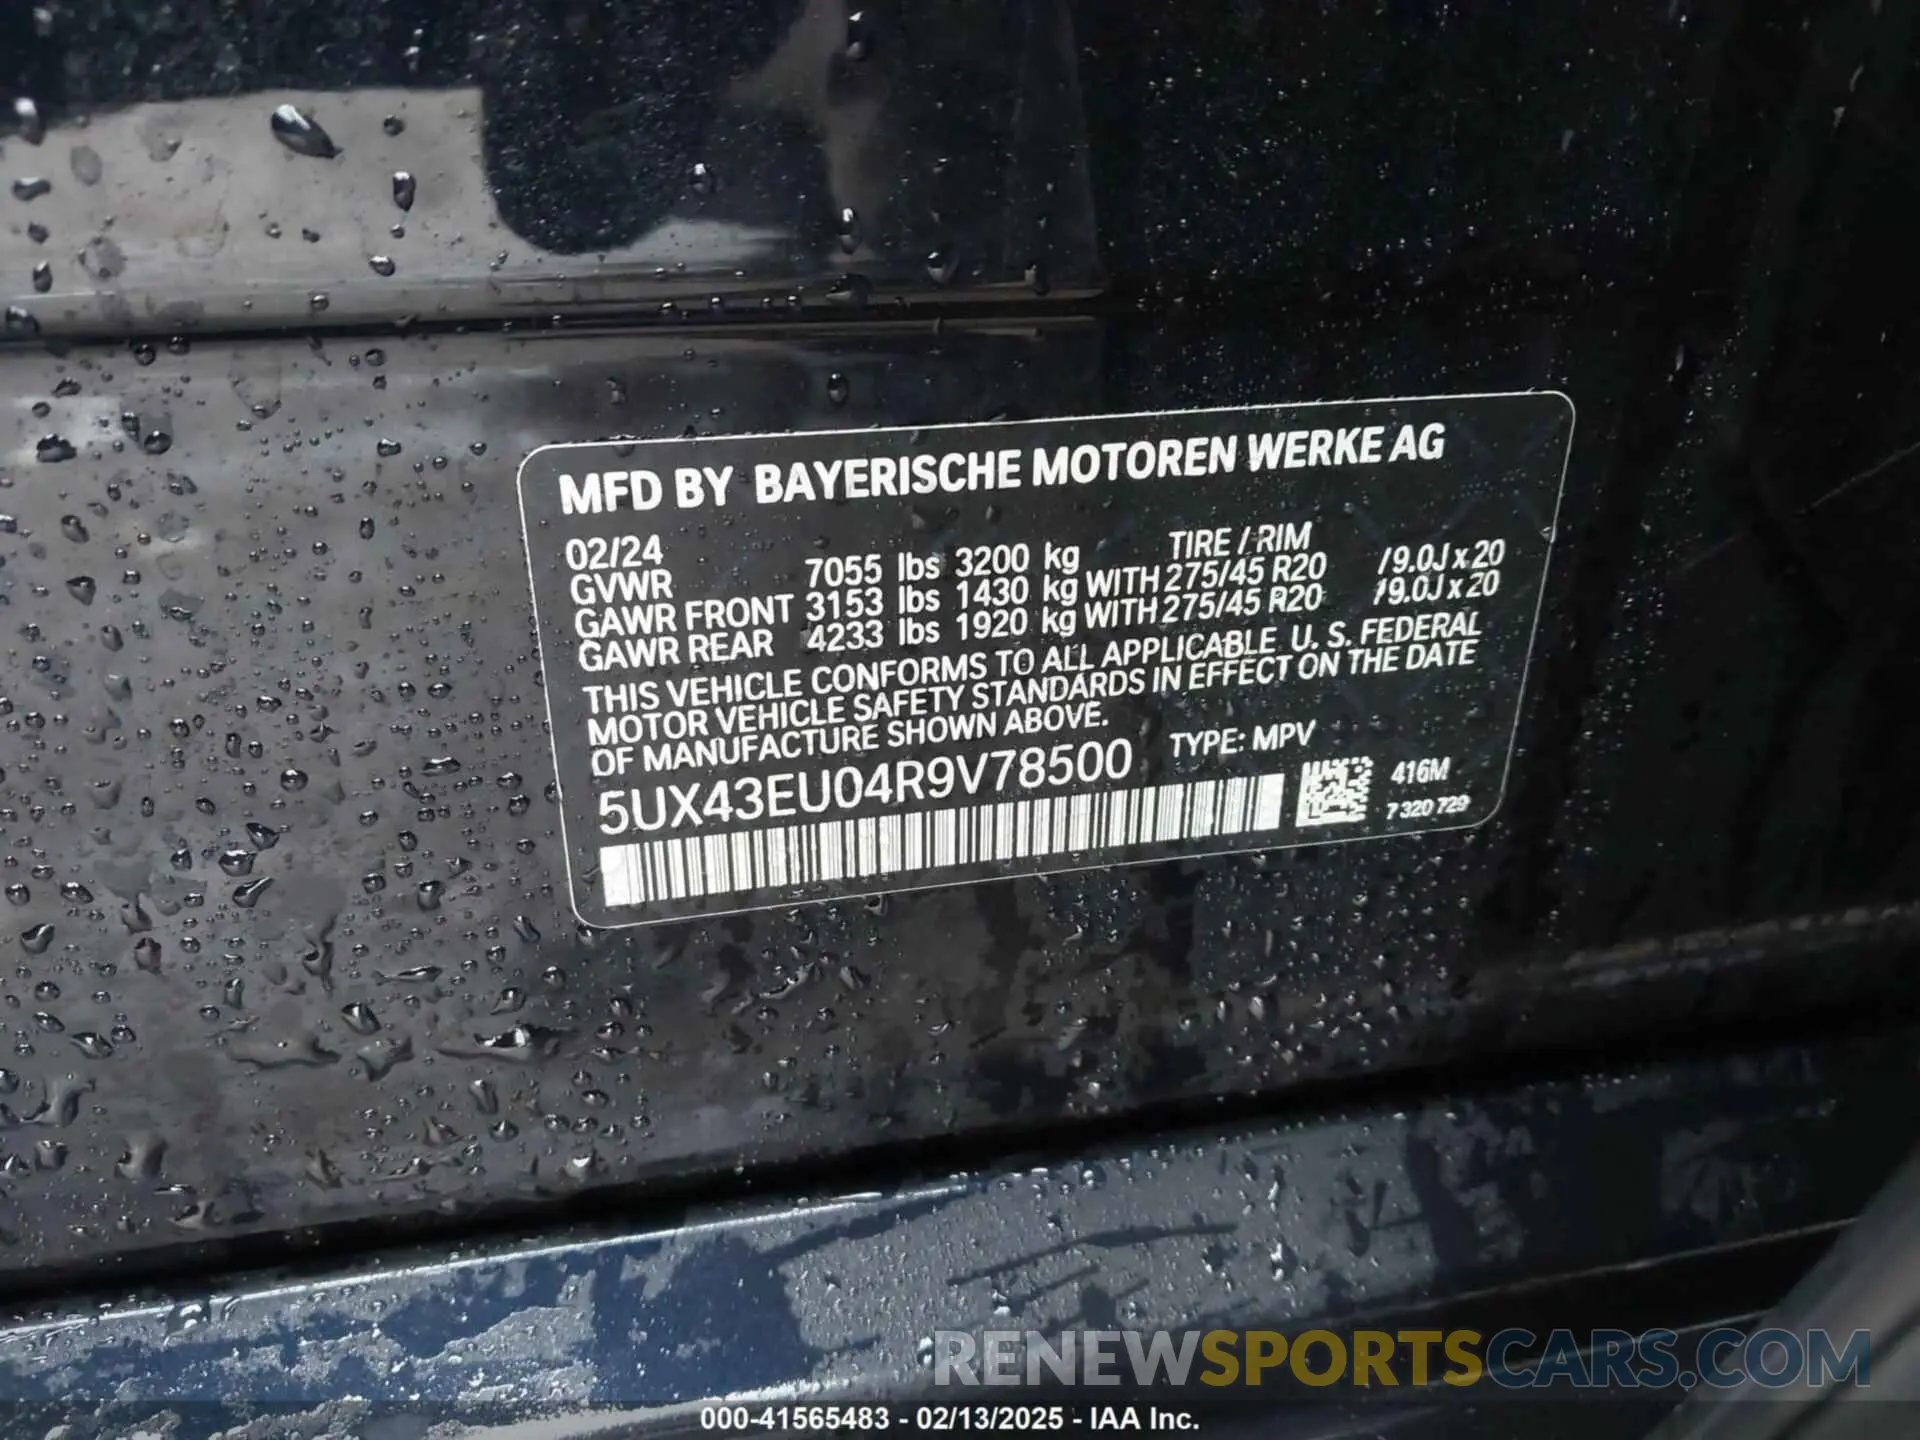 MFD BY BAYERISCHE MOTOREN WERKE AG
02/24 TIRE / RIM
GVWR 7055 lbs 3200 kg
GAWR FRONT 3153 lbs 1430 kg WITH 275/45 R20 /9.0J x 20
GAWR REAR 4233 lbs 1920 kg WITH 275/45 R20 /9.0J x 20
THIS VEHICLE CONFORMS TO ALL APPLICABLE U. S. FEDERAL
MOTOR VEHICLE SAFETY STANDARDS IN EFFECT ON THE DATE
OF MANUFACTURE SHOWN ABOVE.
5UX43EU04R9V78500 TYPE: MPV
416M
7 320 729
RENEWSPORTSCARS.COM
000-41565483 - 02/13/2025 - IAA Inc.